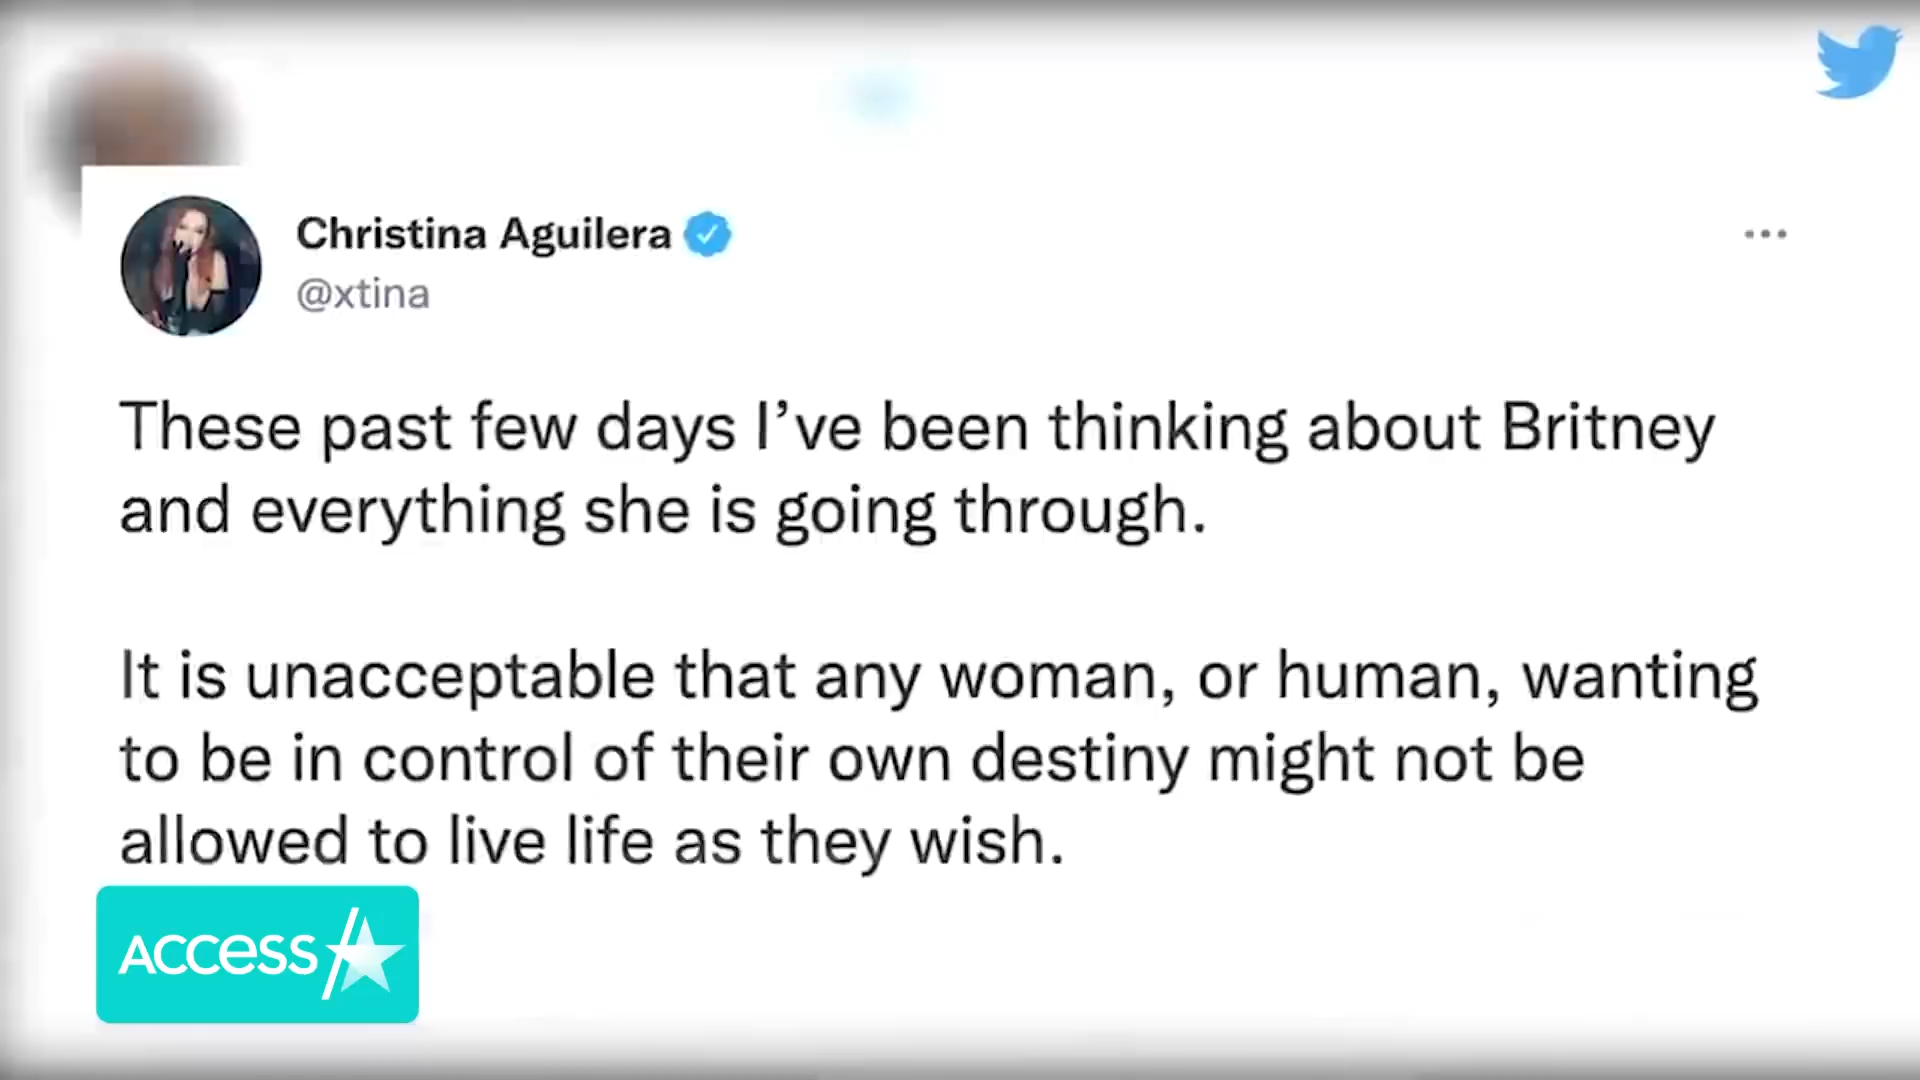 Christina Aguilera
@xtina
These past few days I’ve been thinking about Britney
and everything she is going through.
It is unacceptable that any woman, or human, wanting
to be in control of their own destiny might not be
allowed to live life as they wish.
ACCESS